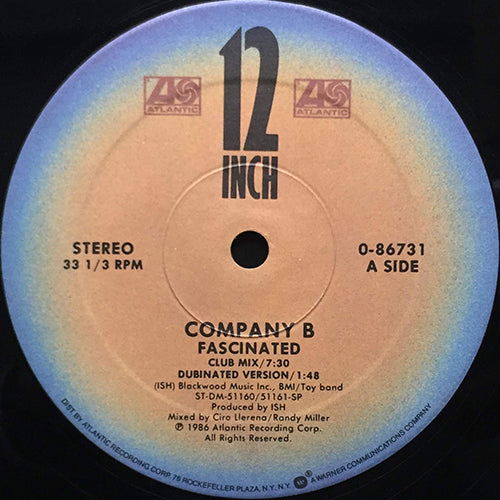 12
INCH
ATLANTIC
ATLANTIC
STEREO
33 1/3 RPM
0-86731
A SIDE
COMPANY B
FASCINATED
CLUB MIX/7:30
DUBINATED VERSION/1:48
(ISH) Blackwood Music Inc., BMI/Toy band
ST-DM-51160/51161-SP
Produced by ISH
Mixed by Ciro Llerena/Randy Miller
℗ 1986 Atlantic Recording Corp.
All Rights Reserved.
DIST. BY ATLANTIC RECORDING CORP. 75 ROCKEFELLER PLAZA, N.Y. N.Y. ® A WARNER COMMUNICATIONS COMPANY